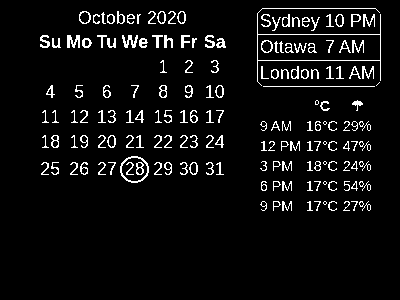 October 2020
Su Mo Tu We Th Fr Sa
1 2 3
4 5 6 7 8 9 10
11 12 13 14 15 16 17
18 19 20 21 22 23 24
25 26 27 28 29 30 31
Sydney 10 PM
Ottawa 7 AM
London 11 AM
°C
9 AM 16°C 29%
12 PM 17°C 47%
3 PM 18°C 24%
6 PM 17°C 54%
9 PM 17°C 27%